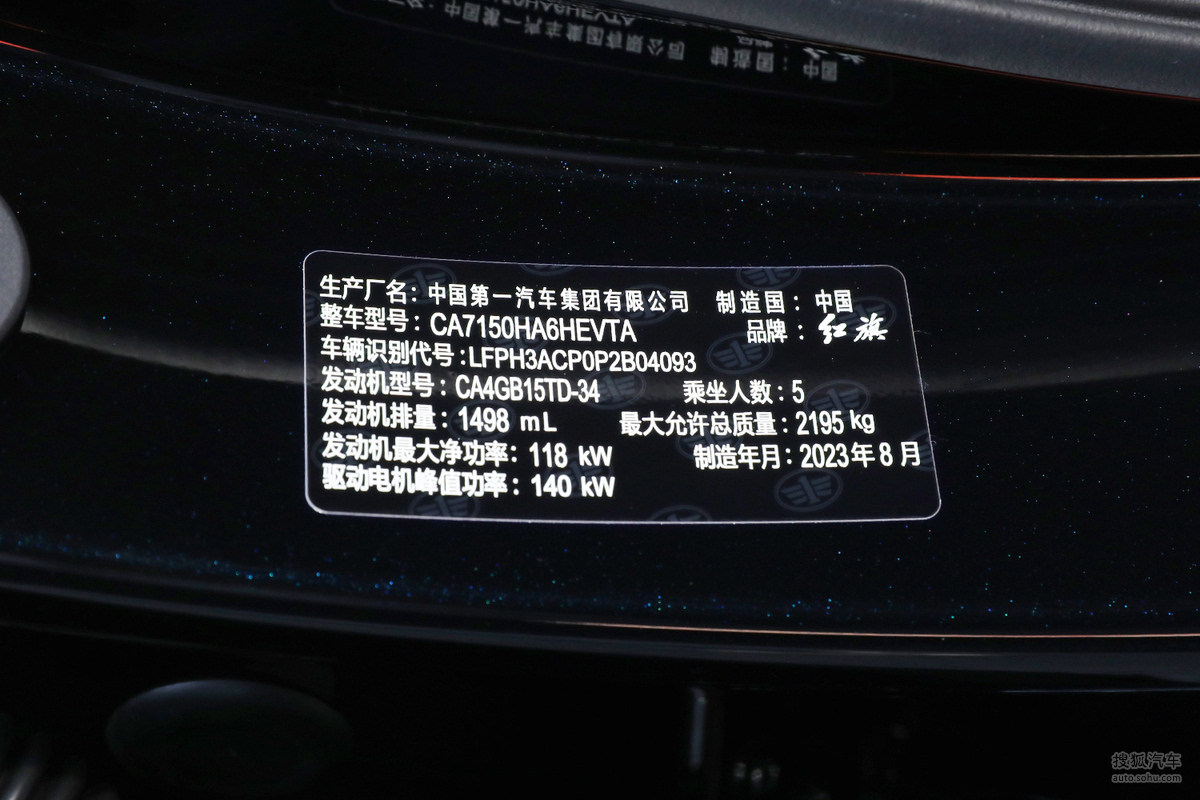 生产厂名：中国第一汽车集团有限公司 制造国：中国
整车型号：CA7150HA6HEVTA 品牌：红旗
车辆识别代号：LFPH3ACP0P2B04093
发动机型号：CA4GB15TD-34 乘坐人数：5
发动机排量：1498 mL 最大允许总质量：2195 kg
发动机最大净功率：118 kW 制造年月：2023年8月
驱动电机峰值功率：140 kW
搜狐汽车
auto.sohu.com